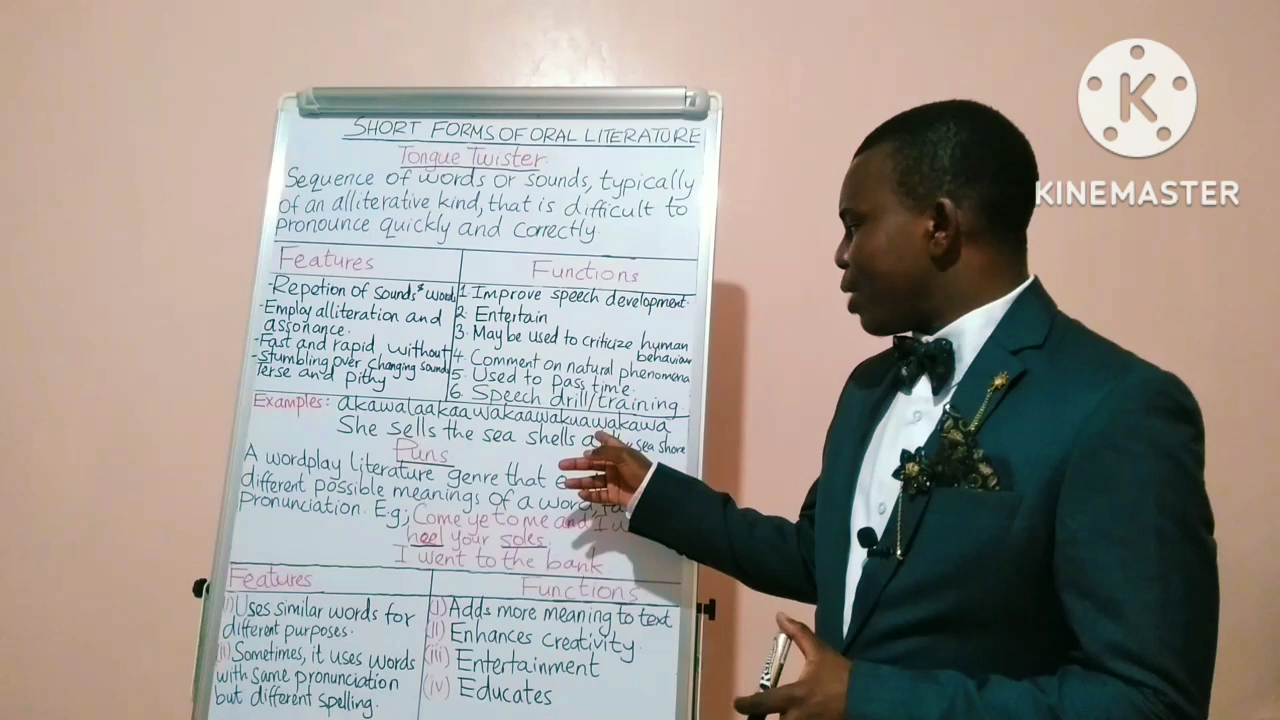 SHORT FORMS OF ORAL LITERATURE
Tongue Twister
Sequence of words or sounds, typically
of an alliterative kind, that is difficult to
pronounce quickly and correctly
Features
- Repetion of sounds & words
- Employ alliteration and
assonance.
- Fast and rapid without
- stumbling over changing sounds
Terse and pithy
Functions
1. Improve speech development.
2. Entertain
3. May be used to criticize human
behaviour
4. Comment on natural phenomena
5. Used to pass time.
6. Speech drill/training
Examples: akawalaakaawakaawakuawakawa
She sells the sea shells sea shore
Puns
A wordplay literature genre that
different possible meanings of a word,
pronunciation. E.g; Come ye to me and I
heel your soles.
I went to the bank
Features
(i) Uses similar words for
different purposes.
(ii) Sometimes, it uses words
with same pronunciation
but different spelling.
Functions
(i) Adds more meaning to text
(ii) Enhances creativity.
(iii) Entertainment
(iv) Educates
K
KINEMASTER